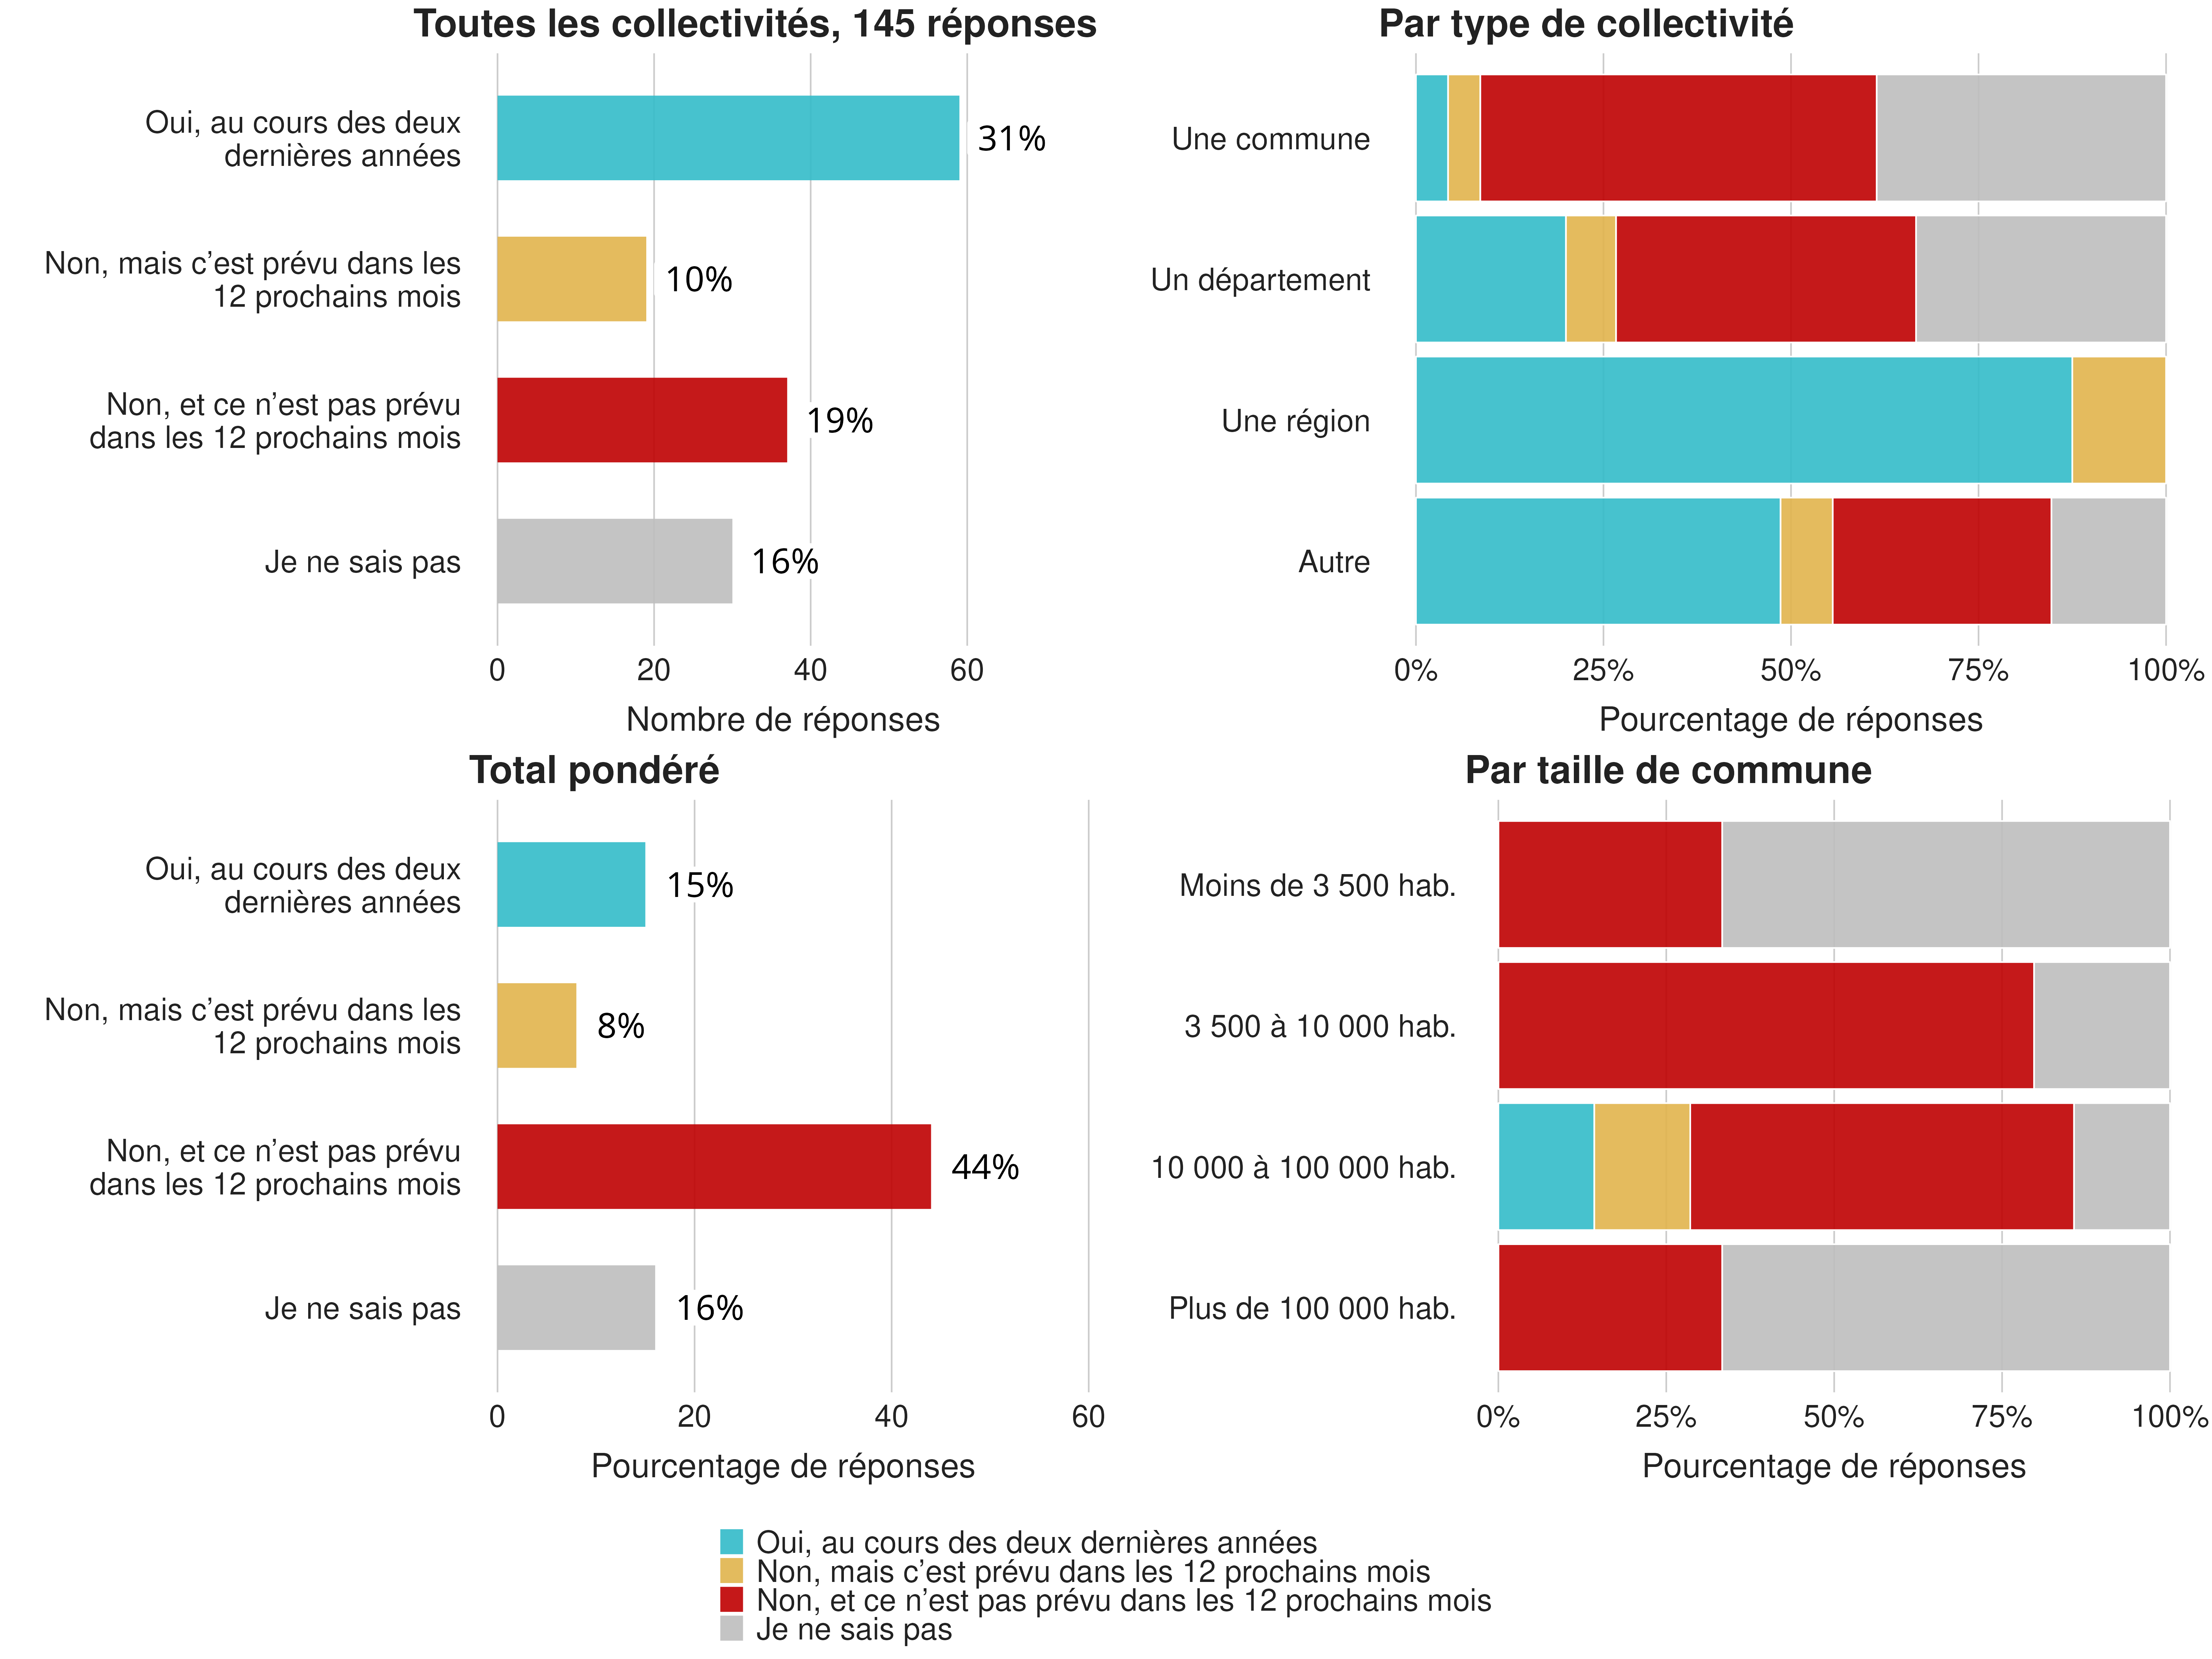 Toutes les collectivités, 145 réponses
Oui, au cours des deux
dernières années
31%
Non, mais c’est prévu dans les
12 prochains mois
10%
Non, et ce n’est pas prévu
dans les 12 prochains mois
19%
Je ne sais pas
16%
0 20 40 60
Nombre de réponses
Par type de collectivité
Une commune
Un département
Une région
Autre
0% 25% 50% 75% 100%
Pourcentage de réponses
Total pondéré
Oui, au cours des deux
dernières années
15%
Non, mais c’est prévu dans les
12 prochains mois
8%
Non, et ce n’est pas prévu
dans les 12 prochains mois
44%
Je ne sais pas
16%
0 20 40 60
Pourcentage de réponses
Par taille de commune
Moins de 3 500 hab.
3 500 à 10 000 hab.
10 000 à 100 000 hab.
Plus de 100 000 hab.
0% 25% 50% 75% 100%
Pourcentage de réponses
Oui, au cours des deux dernières années
Non, mais c’est prévu dans les 12 prochains mois
Non, et ce n’est pas prévu dans les 12 prochains mois
Je ne sais pas